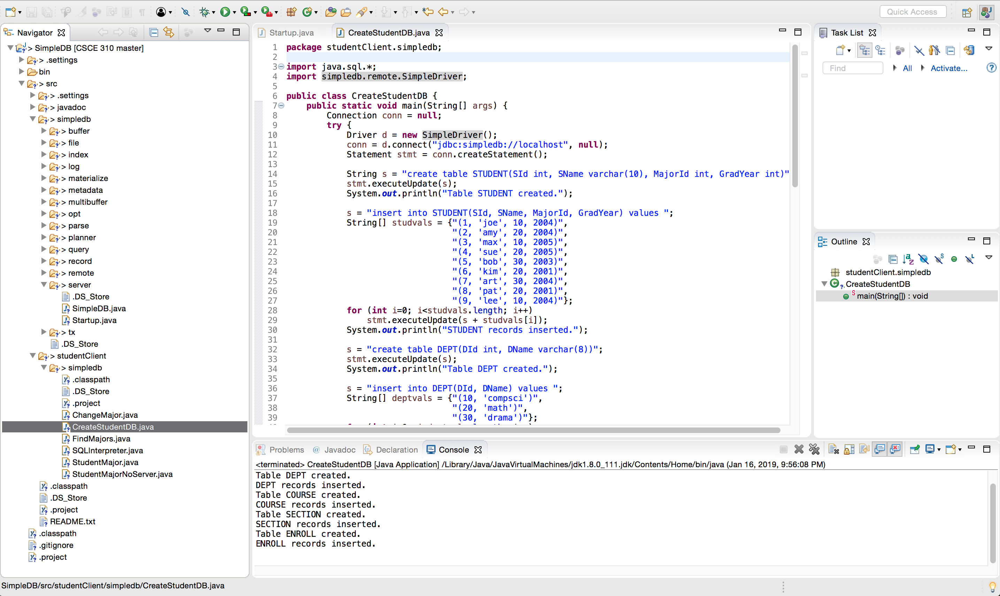 Quick Access
Navigator
> SimpleDB [CSCE 310 master]
> .settings
bin
> src
> .settings
> javadoc
> simpledb
> buffer
> file
> index
> log
> materialize
> metadata
> multibuffer
> opt
> parse
> planner
> query
> record
> remote
> server
.DS_Store
SimpleDB.java
Startup.java
> tx
.DS_Store
> studentClient
> simpledb
.classpath
.DS_Store
.project
ChangeMajor.java
CreateStudentDB.java
FindMajors.java
SQLInterpreter.java
StudentMajor.java
StudentMajorNoServer.java
.classpath
.DS_Store
.project
README.txt
.classpath
.gitignore
.project
Startup.java CreateStudentDB.java
1 package studentClient.simpledb;
2
3 import java.sql.*;
4 import simpledb.remote.SimpleDriver;
5
6 public class CreateStudentDB {
7 public static void main(String[] args) {
8 Connection conn = null;
9 try {
10 Driver d = new SimpleDriver();
11 conn = d.connect("jdbc:simpledb://localhost", null);
12 Statement stmt = conn.createStatement();
13
14 String s = "create table STUDENT(SId int, SName varchar(10), MajorId int, GradYear int)"
15 stmt.executeUpdate(s);
16 System.out.println("Table STUDENT created.");
17
18 s = "insert into STUDENT(SId, SName, MajorId, GradYear) values ";
19 String[] studvals = {"(1, 'joe', 10, 2004)",
20 "(2, 'amy', 20, 2004)",
21 "(3, 'max', 10, 2005)",
22 "(4, 'sue', 20, 2005)",
23 "(5, 'bob', 30, 2003)",
24 "(6, 'kim', 20, 2001)",
25 "(7, 'art', 30, 2004)",
26 "(8, 'pat', 20, 2001)",
27 "(9, 'lee', 10, 2004)"};
28 for (int i=0; i<studvals.length; i++)
29 stmt.executeUpdate(s + studvals[i]);
30 System.out.println("STUDENT records inserted.");
31
32 s = "create table DEPT(DId int, DName varchar(8))";
33 stmt.executeUpdate(s);
34 System.out.println("Table DEPT created.");
35
36 s = "insert into DEPT(DId, DName) values ";
37 String[] deptvals = {"(10, 'compsci')",
38 "(20, 'math')",
39 "(30, 'drama')"};
Problems @ Javadoc Declaration Console
<terminated> CreateStudentDB [Java Application] /Library/Java/JavaVirtualMachines/jdk1.8.0_111.jdk/Contents/Home/bin/java (Jan 16, 2019, 9:56:08 PM)
Table DEPT created.
DEPT records inserted.
Table COURSE created.
COURSE records inserted.
Table SECTION created.
SECTION records inserted.
Table ENROLL created.
ENROLL records inserted.
Task List
Find All Activate...
Outline
studentClient.simpledb
CreateStudentDB
main(String[]) : void
SimpleDB/src/studentClient/simpledb/CreateStudentDB.java